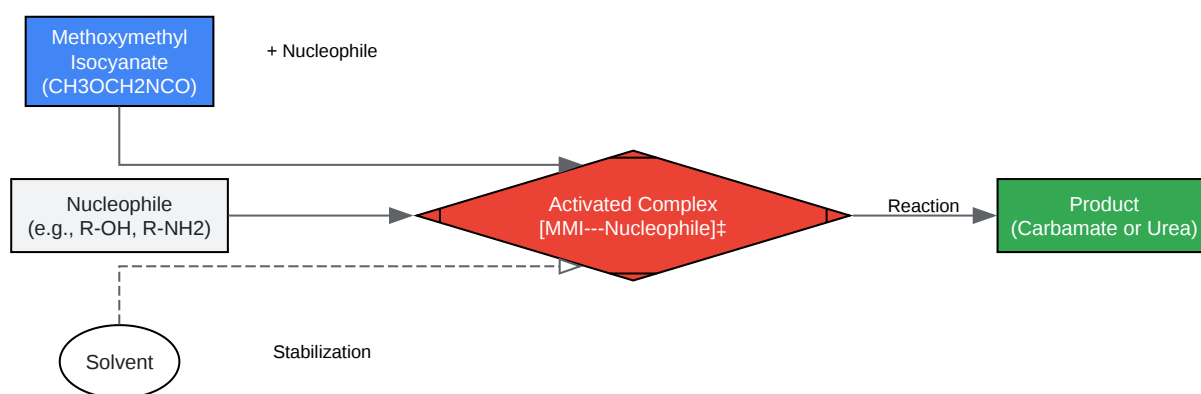 Methoxymethyl
Isocyanate
(CH3OCH2NCO)
+ Nucleophile
Nucleophile
(e.g., R-OH, R-NH2)
Activated Complex
[MMI---Nucleophile]‡
Reaction
Product
(Carbamate or Urea)
Solvent
Stabilization